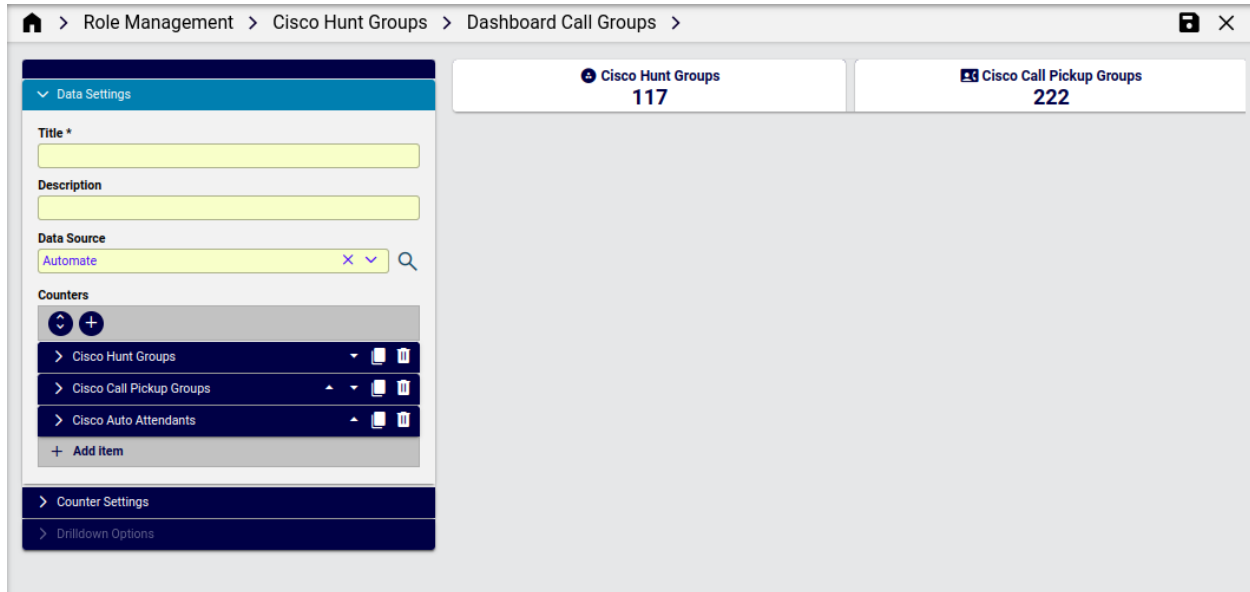 > Role Management > Cisco Hunt Groups > Dashboard Call Groups >
Data Settings
Title *
Description
Data Source
Automate
Counters
Cisco Hunt Groups
Cisco Call Pickup Groups
Cisco Auto Attendants
+ Add item
Counter Settings
Drilldown Options
Cisco Hunt Groups
117
Cisco Call Pickup Groups
222